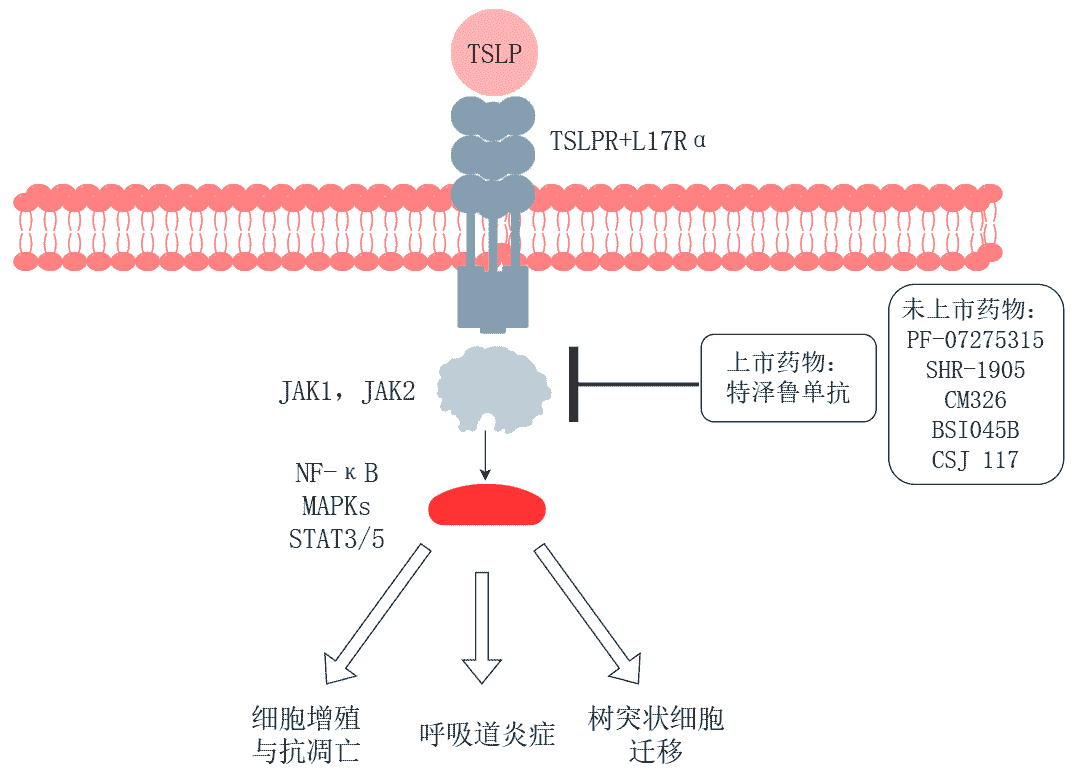 TSLP
TSLPR+L17Rα
未上市药物：
PF-07275315
SHR-1905
CM326
BSI045B
CSJ 117
上市药物：
特泽鲁单抗
JAK1，JAK2
NF-κB
MAPKs
STAT3/5
细胞增殖
与抗凋亡
呼吸道炎症
树突状细胞
迁移